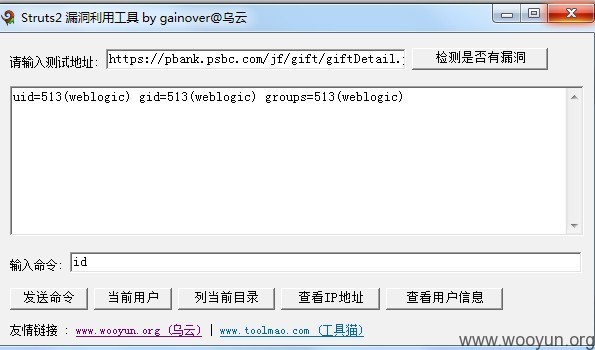 Struts2 漏洞利用工具 by gainover@乌云
请输入测试地址: https://pbank.psbc.com/jf/gift/giftDetail. 检测是否有漏洞
uid=513(weblogic) gid=513(weblogic) groups=513(weblogic)
输入命令: id
发送命令 当前用户 列当前目录 查看IP地址 查看用户信息
友情链接 : www.wooyun.org (乌云) | www.toolmao.com (工具猫)
www.wooyun.org